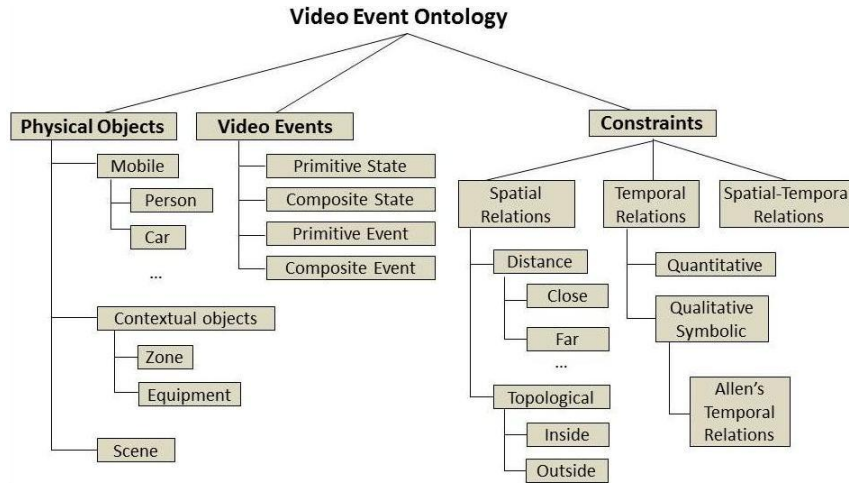 Video Event Ontology
Physical Objects
Mobile
Person
Car
...
Contextual objects
Zone
Equipment
Scene
Video Events
Primitive State
Composite State
Primitive Event
Composite Event
Constraints
Spatial
Relations
Distance
Close
Far
...
Topological
Inside
Outside
Temporal
Relations
Quantitative
Qualitative
Symbolic
Allen's
Temporal
Relations
Spatial-Temporal
Relations